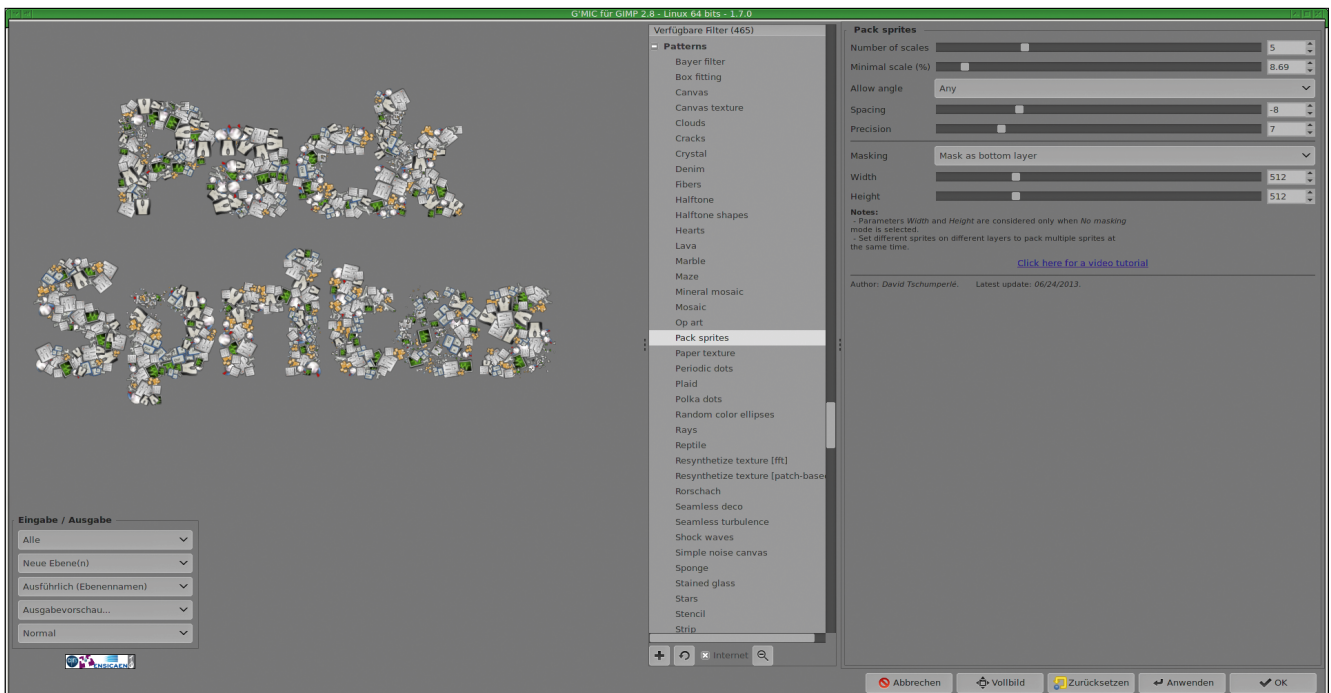 G'MIC für GIMP 2.8 - Linux 64 bits - 1.7.0
Pack
Sprites
Eingabe / Ausgabe
Alle
Neue Ebene(n)
Ausführlich (Ebenennamen)
Ausgabevorschau...
Normal
ENSICAEN
Verfügbare Filter (465)
Patterns
Bayer filter
Box fitting
Canvas
Canvas texture
Clouds
Cracks
Crystal
Denim
Fibers
Halftone
Halftone shapes
Hearts
Lava
Marble
Maze
Mineral mosaic
Mosaic
Op art
Pack sprites
Paper texture
Periodic dots
Plaid
Polka dots
Random color ellipses
Rays
Reptile
Resynthetize texture [fft]
Resynthetize texture [patch-base
Rorschach
Seamless deco
Seamless turbulence
Shock waves
Simple noise canvas
Sponge
Stained glass
Stars
Stencil
Strip
Internet
Pack sprites
Number of scales 5
Minimal scale (%) 8.69
Allow angle Any
Spacing -8
Precision 7
Masking Mask as bottom layer
Width 512
Height 512
Notes:
- Parameters Width and Height are considered only when No masking
mode is selected.
- Set different sprites on different layers to pack multiple sprites at
the same time.
Click here for a video tutorial
Author: David Tschumperlé. Latest update: 06/24/2013.
Abbrechen Vollbild Zurücksetzen Anwenden OK